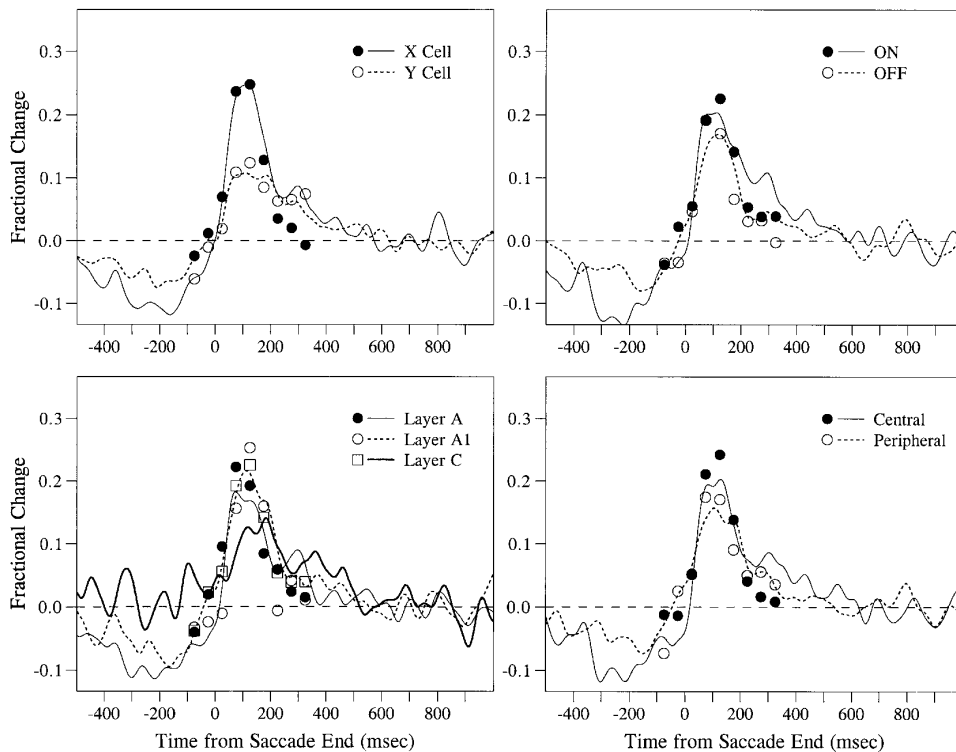 0.3
0.2
0.1
0.0
-0.1
Fractional Change
X Cell
Y Cell
-400 -200 0 200 400 600 800
ON
OFF
0.3
0.2
0.1
0.0
-0.1
-400 -200 0 200 400 600 800
0.3
0.2
0.1
0.0
-0.1
Fractional Change
Layer A
Layer A1
Layer C
-400 -200 0 200 400 600 800
Time from Saccade End (msec)
0.3
0.2
0.1
0.0
-0.1
Central
Peripheral
-400 -200 0 200 400 600 800
Time from Saccade End (msec)